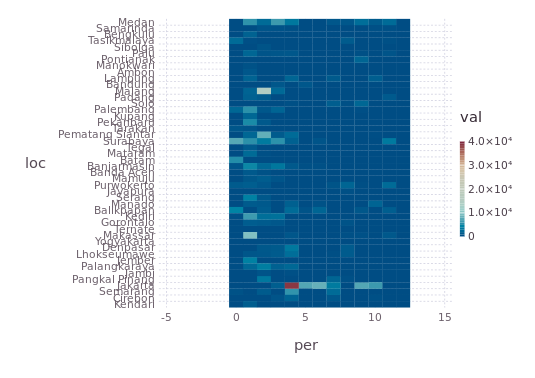 Medan
Samarinda
Bengkulu
Tasikmalaya
Sibolga
Palu
Pontianak
Manokwari
Ambon
Lampung
Bandung
Malang
Padang
Solo
Palembang
Kupang
Pekanbaru
Tarakan
Pematang Siantar
Surabaya
Tegal
Mataram
Batam
Banjarmasin
Banda Aceh
Mamuju
Purwokerto
Jayapura
Serang
Manado
Balikpapan
Kediri
Gorontalo
Ternate
Makassar
Yogyakarta
Denpasar
Lhokseumawe
Jember
Palangkaraya
Jambi
Pangkal Pinang
Jakarta
Semarang
Cirebon
Kendari
loc
-5 0 5 10 15
per
val
4.0×10⁴
3.0×10⁴
2.0×10⁴
1.0×10⁴
0